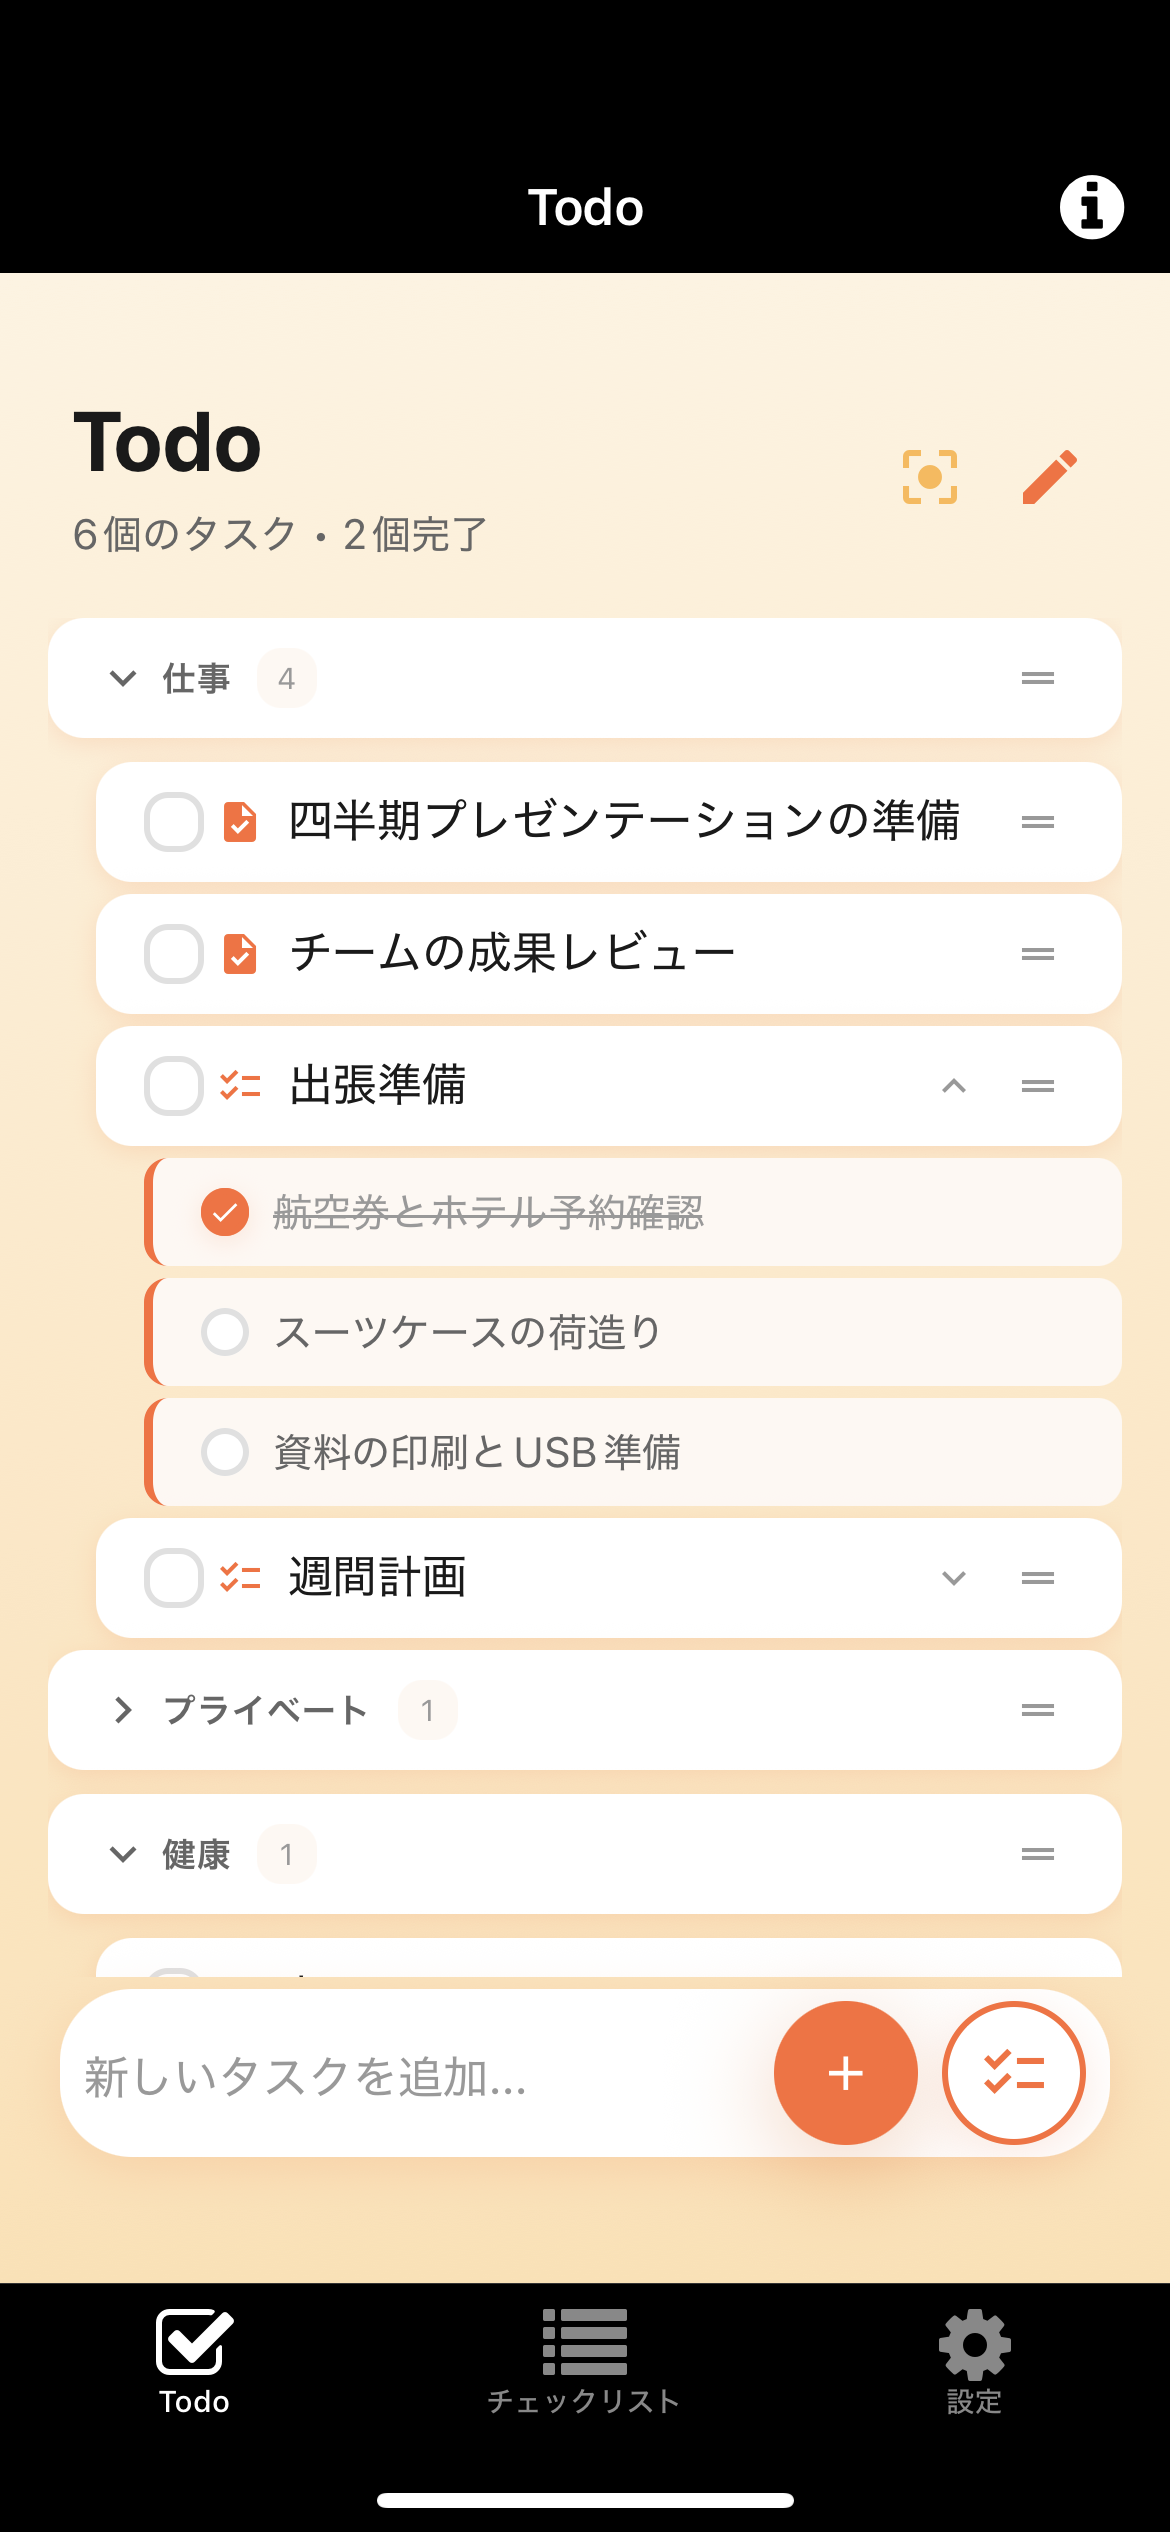 Todo
Todo
6個のタスク・2個完了
仕事 4
四半期プレゼンテーションの準備
チームの成果レビュー
出張準備
航空券とホテル予約確認
スーツケースの荷造り
資料の印刷とUSB準備
週間計画
プライベート 1
健康 1
新しいタスクを追加...
Todo
チェックリスト
設定